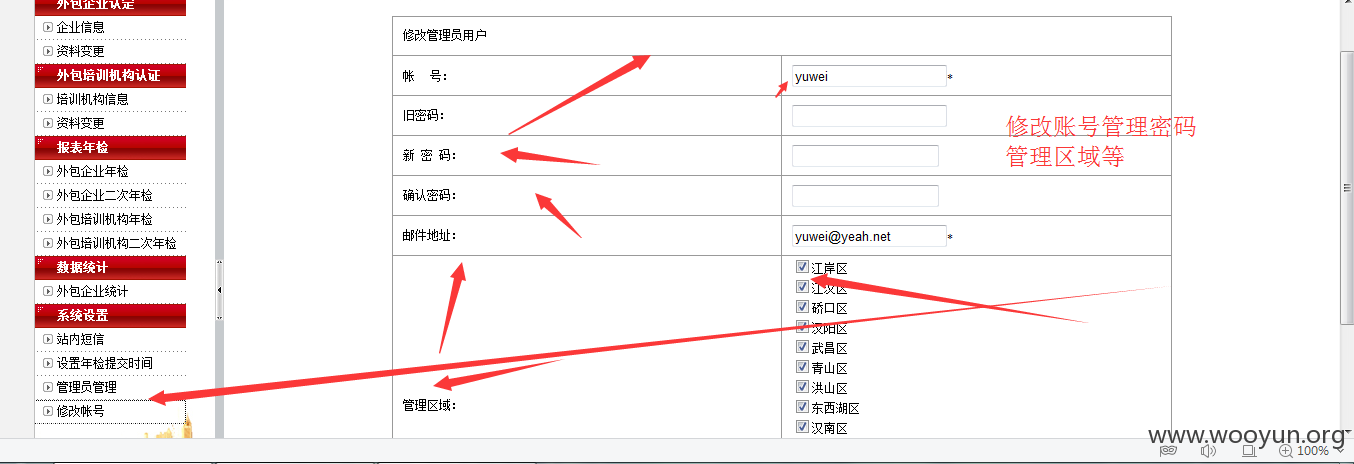 外包企业认定
企业信息
资料变更
外包培训机构认证
培训机构信息
资料变更
报表年检
外包企业年检
外包企业二次年检
外包培训机构年检
外包培训机构二次年检
数据统计
外包企业统计
系统设置
站内短信
设置年检提交时间
管理员管理
修改帐号
修改管理员用户
帐 号：
yuwei
*
旧密码：
新 密 码：
确认密码：
邮件地址：
yuwei@yeah.net
*
管理区域：
江岸区
江汉区
硚口区
汉阳区
武昌区
青山区
洪山区
东西湖区
汉南区
修改账号管理密码
管理区域等
www.wooyun.org
100%